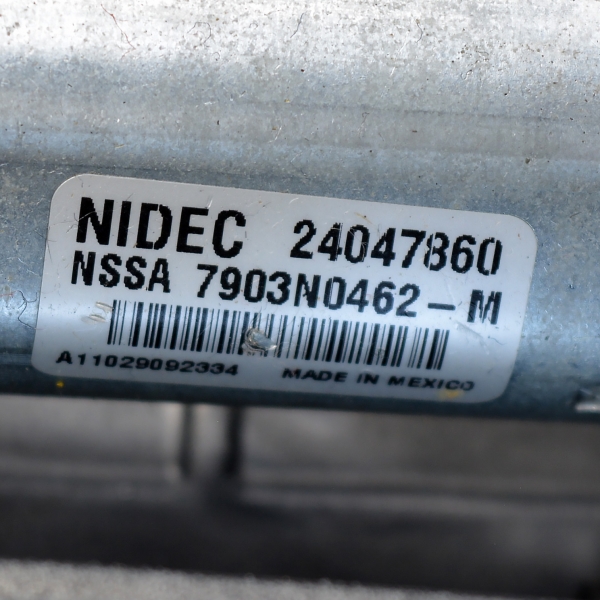 NIDEC 24047860
NSSA 7903N0462-M
A11029092334 MADE IN MEXICO